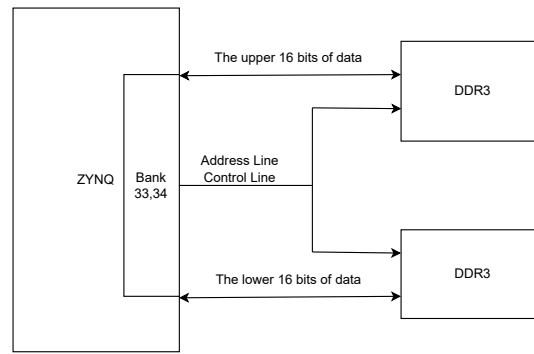 The upper 16 bits of data
DDR3
ZYNQ
Bank
33,34
Address Line
Control Line
The lower 16 bits of data
DDR3